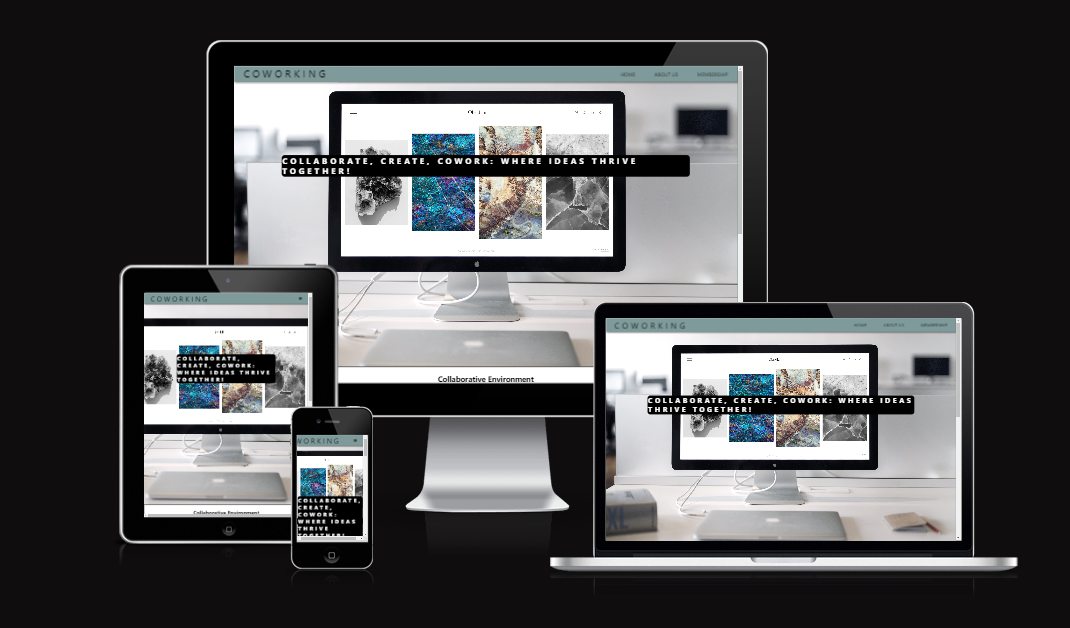 COWORKING
HOME ABOUT US MEMBERSHIP
COLLABORATE, CREATE, COWORK: WHERE IDEAS THRIVE
TOGETHER!
Collaborative Environment
COWORKING
COLLABORATE,
CREATE, COWORK:
WHERE IDEAS THRIVE
TOGETHER!
Collaborative Environment
WORKING
COLLABORATE,
CREATE,
COWORK:
WHERE IDEAS
THRIVE
TOGETHER!
COWORKING
HOME ABOUT US MEMBERSHIP
COLLABORATE, CREATE, COWORK: WHERE IDEAS
THRIVE TOGETHER!
XL